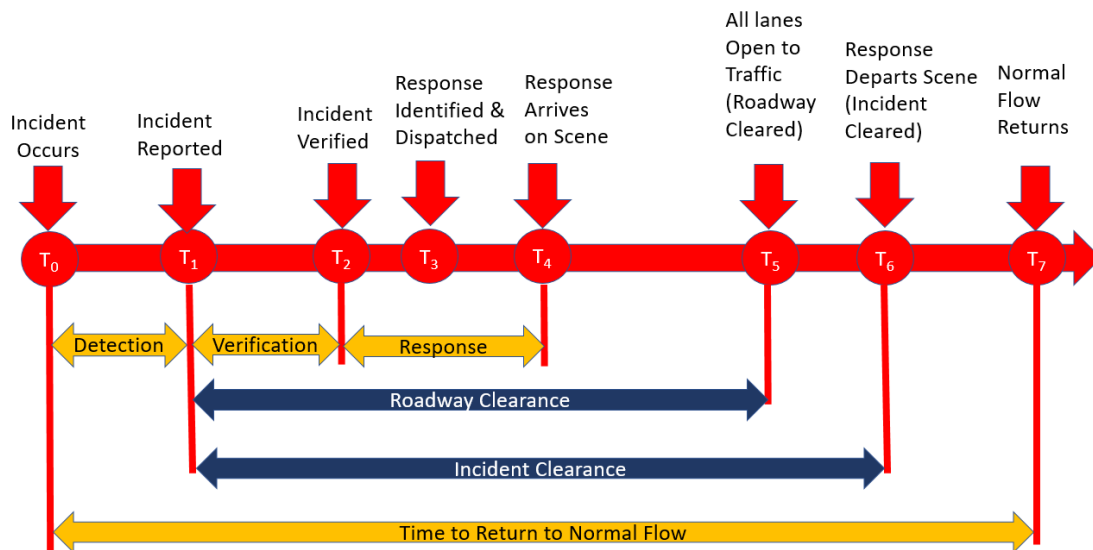 Incident
Occurs
Incident
Reported
Incident
Verified
Response
Identified &
Dispatched
Response
Arrives
on Scene
All lanes
Open to
Traffic
(Roadway
Cleared)
Response
Departs Scene
(Incident
Cleared)
Normal
Flow
Returns
T0
T1
T2
T3
T4
T5
T6
T7
Detection
Verification
Response
Roadway Clearance
Incident Clearance
Time to Return to Normal Flow